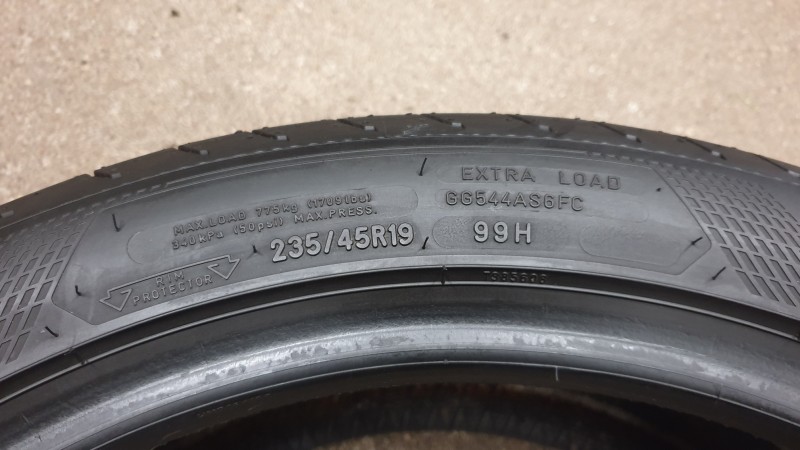 EXTRA LOAD
MAX.LOAD 775kg (1709lbs)
GG544AS6FC
340kPa (50psi) MAX.PRESS.
235/45R19 99H
RIM
PROTECTOR